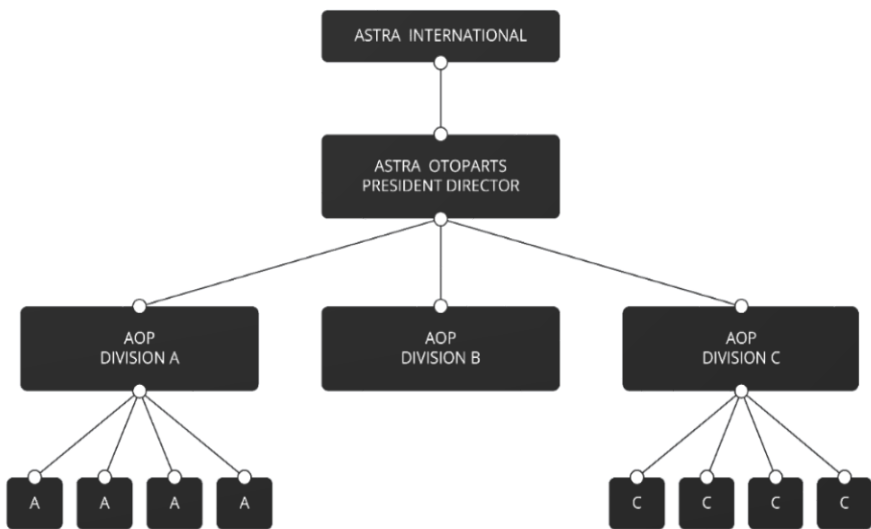 ASTRA INTERNATIONAL
ASTRA OTOPARTS
PRESIDENT DIRECTOR
AOP
DIVISION A
AOP
DIVISION B
AOP
DIVISION C
A
A
A
A
C
C
C
C